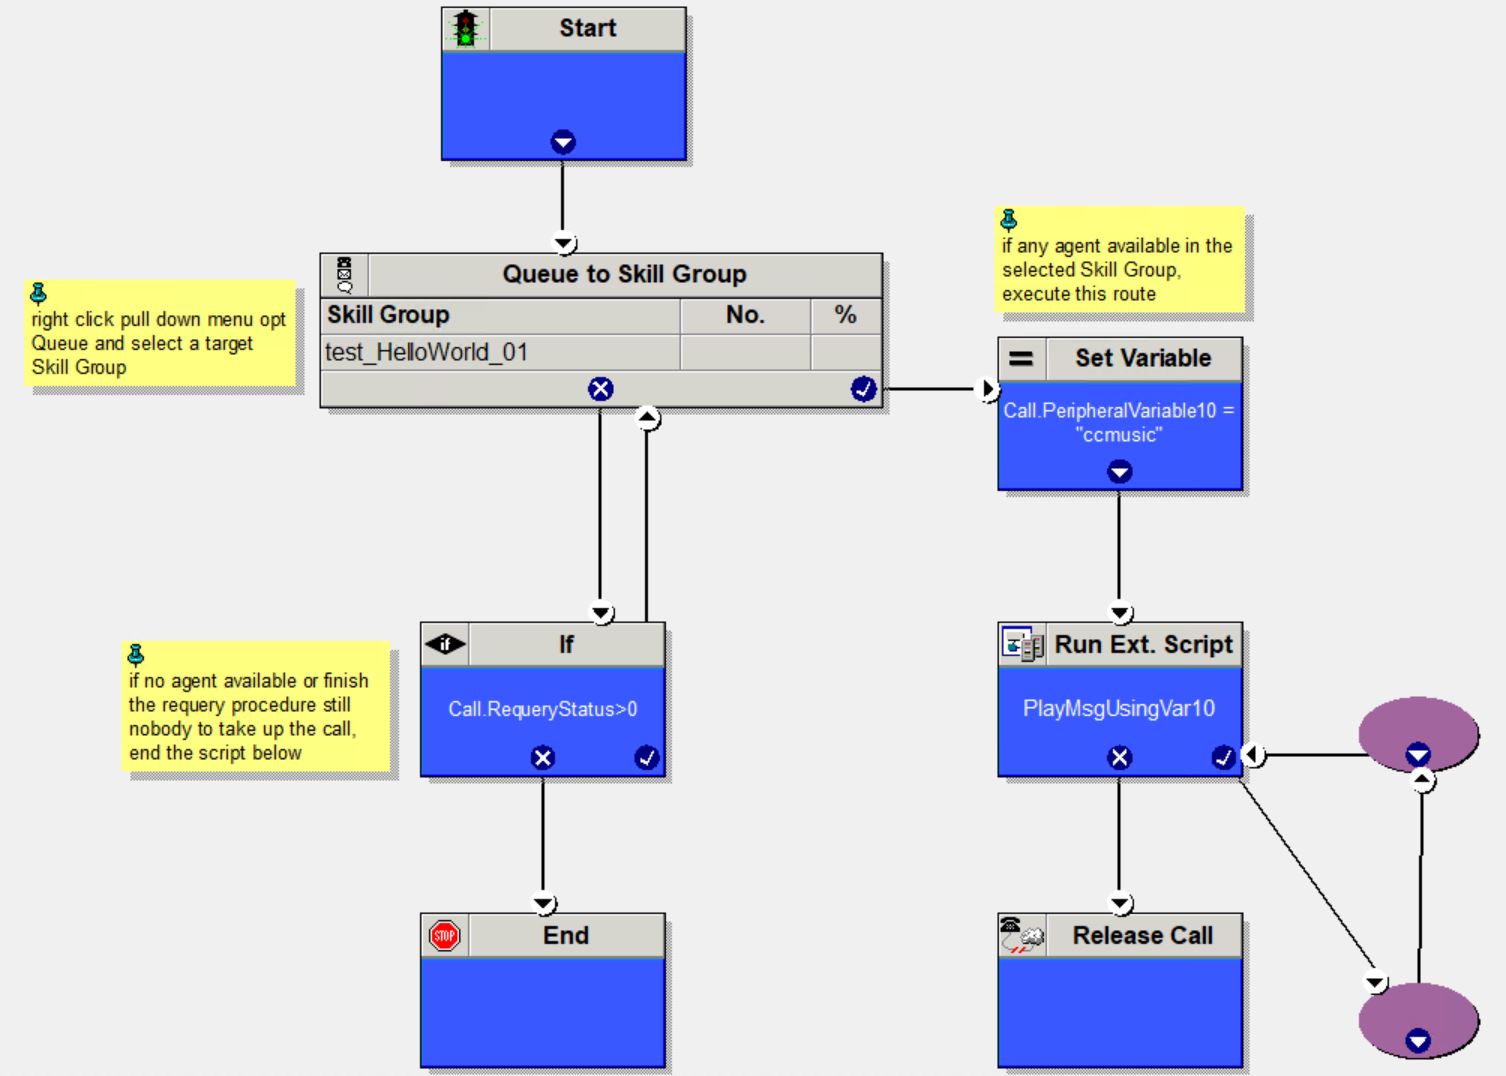 Start
if any agent available in the
selected Skill Group,
execute this route
Queue to Skill Group
Skill Group No. %
test_HelloWorld_01
right click pull down menu opt
Queue and select a target
Skill Group
= Set Variable
Call.PeripheralVariable10 =
"ccmusic"
if If
Call.RequeryStatus>0
if no agent available or finish
the requery procedure still
nobody to take up the call,
end the script below
Run Ext. Script
PlayMsgUsingVar10
STOP End
Release Call